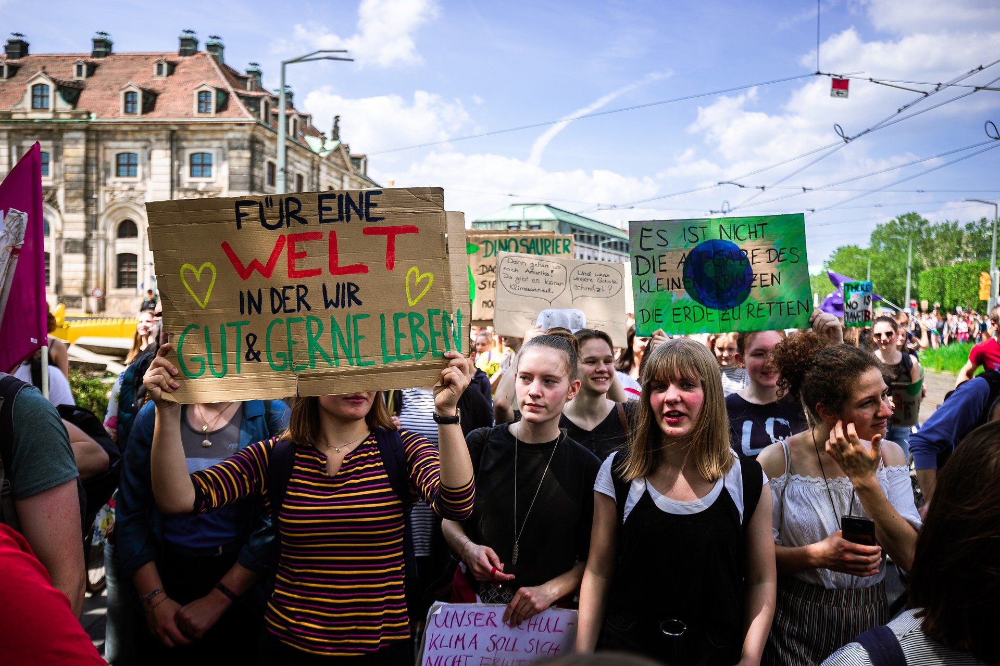 FÜR EINE
WELT
IN DER WIR
GUT & GERNE LEBEN
DINOSAURIER
Dann gehen wir
nach Amerika!
Da gibt es keinen
Klimawandel.
Und wenn
unsere Scholle
schmilzt?
ES IST NICHT
DIE AUFGABE DES
KLEINEN PRINZEN
DIE ERDE ZU RETTEN
THERE
IS
NO
PLANET B
UNSER SCHUL-
KLIMA SOLL SICH
NICHT